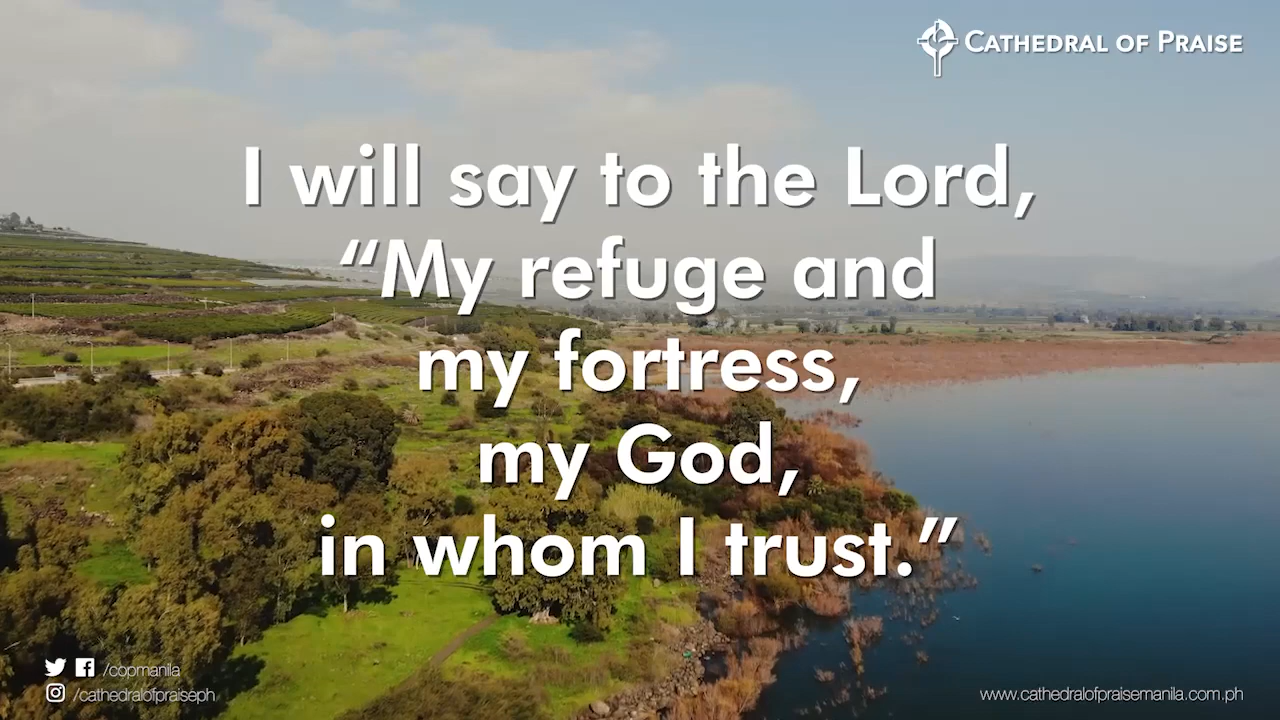 CATHEDRAL OF PRAISE
I will say to the Lord,
“My refuge and
my fortress,
my God,
in whom I trust.”
/copmanila
/cathedralofpraiseph
www.cathedralofpraisemanila.com.ph